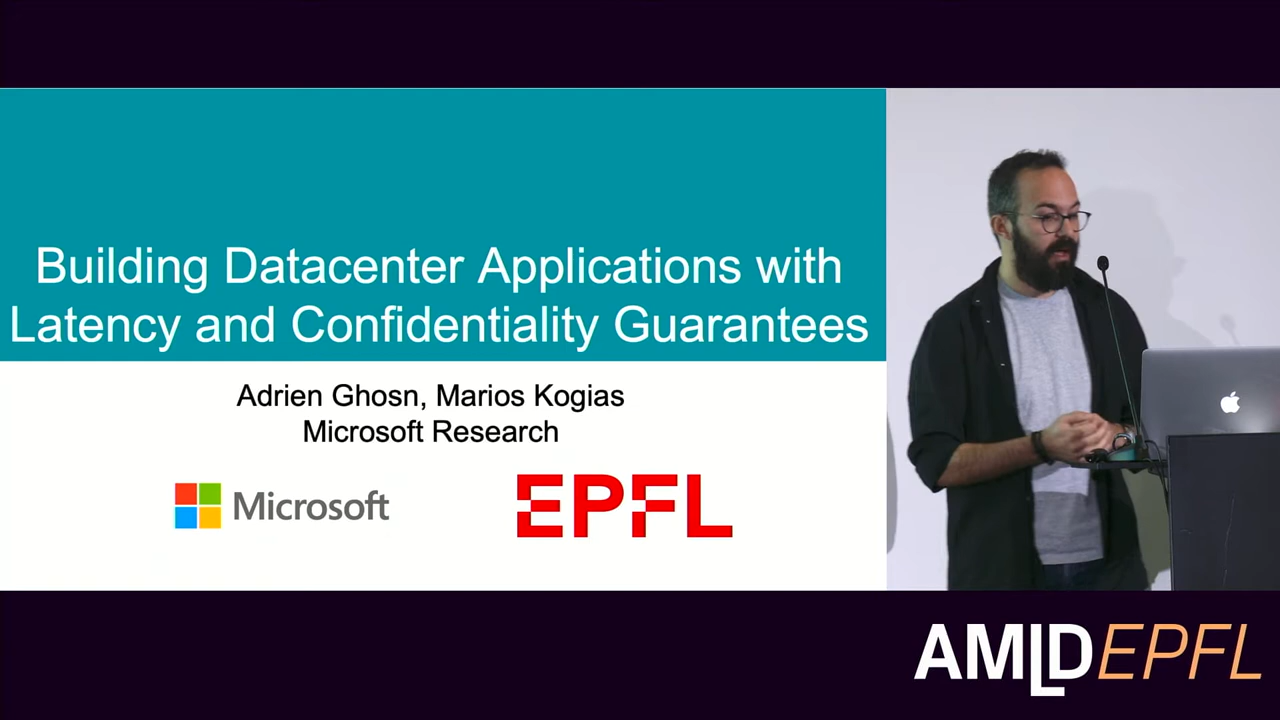 Building Datacenter Applications with
Latency and Confidentiality Guarantees
Adrien Ghosn, Marios Kogias
Microsoft Research
Microsoft
EPFL
AMLD EPFL